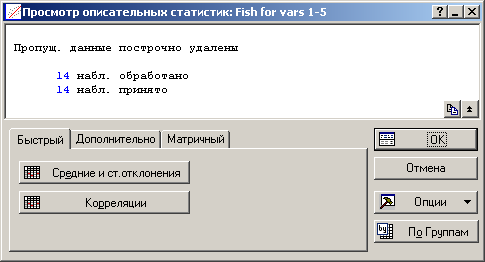 Просмотр описательных статистик: Fish for vars 1-5
Пропущ. данные построчно удалены
14 набл. обработано
14 набл. принято
Быстрый Дополнительно Матричный
OK
Средние и ст.отклонения
Отмена
Корреляции
Опции
По Группам